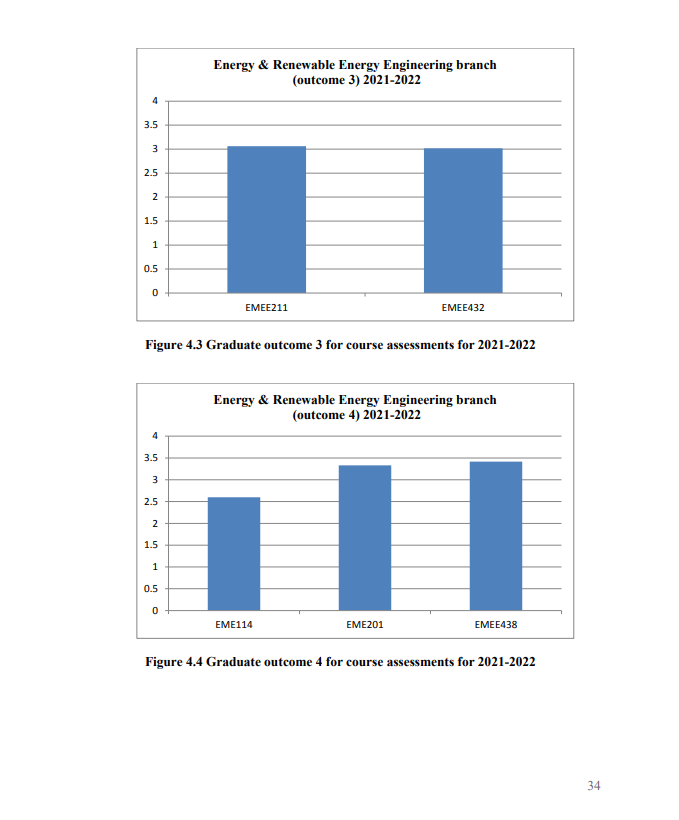 Energy & Renewable Energy Engineering branch
(outcome 3) 2021-2022
4
3.5
3
2.5
2
1.5
1
0.5
0
EMEE211 EMEE432
Figure 4.3 Graduate outcome 3 for course assessments for 2021-2022
Energy & Renewable Energy Engineering branch
(outcome 4) 2021-2022
4
3.5
3
2.5
2
1.5
1
0.5
0
EME114 EME201 EMEE438
Figure 4.4 Graduate outcome 4 for course assessments for 2021-2022
34